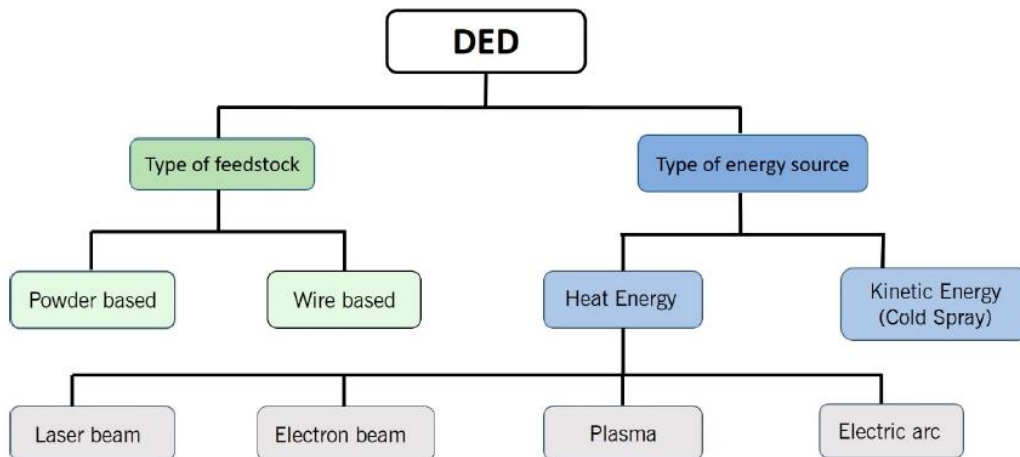 DED
Type of feedstock
Type of energy source
Powder based
Wire based
Heat Energy
Kinetic Energy
(Cold Spray)
Laser beam
Electron beam
Plasma
Electric arc